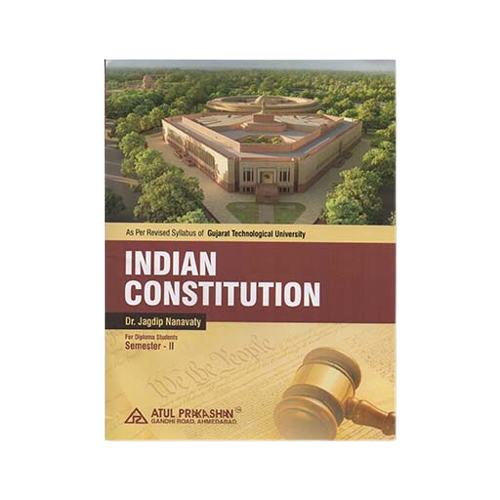 As Per Revised Syllabus of Gujarat Technological University
INDIAN
CONSTITUTION
Dr. Jagdip Nanavaty
For Diploma Students
Semester - II
We the People
ATUL PRAKASHAN
GANDHI ROAD, AHMEDABAD.